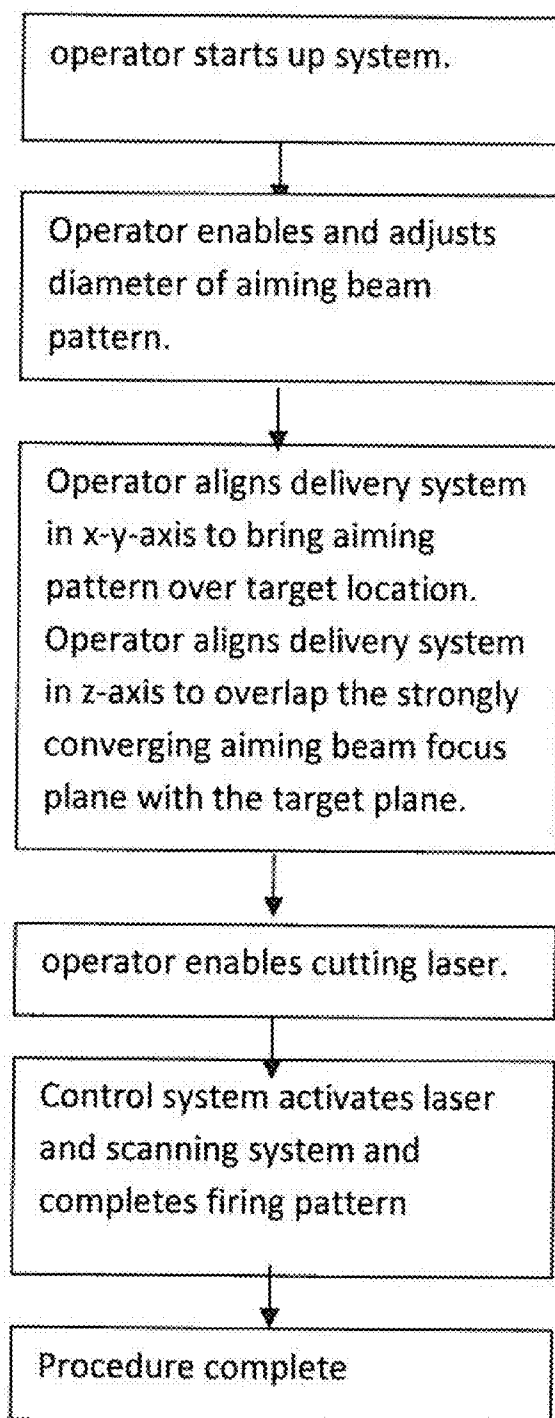 operator starts up system.
Operator enables and adjusts
diameter of aiming beam
pattern.
Operator aligns delivery system
in x-y-axis to bring aiming
pattern over target location.
Operator aligns delivery system
in z-axis to overlap the strongly
converging aiming beam focus
plane with the target plane.
operator enables cutting laser.
Control system activates laser
and scanning system and
completes firing pattern
Procedure complete